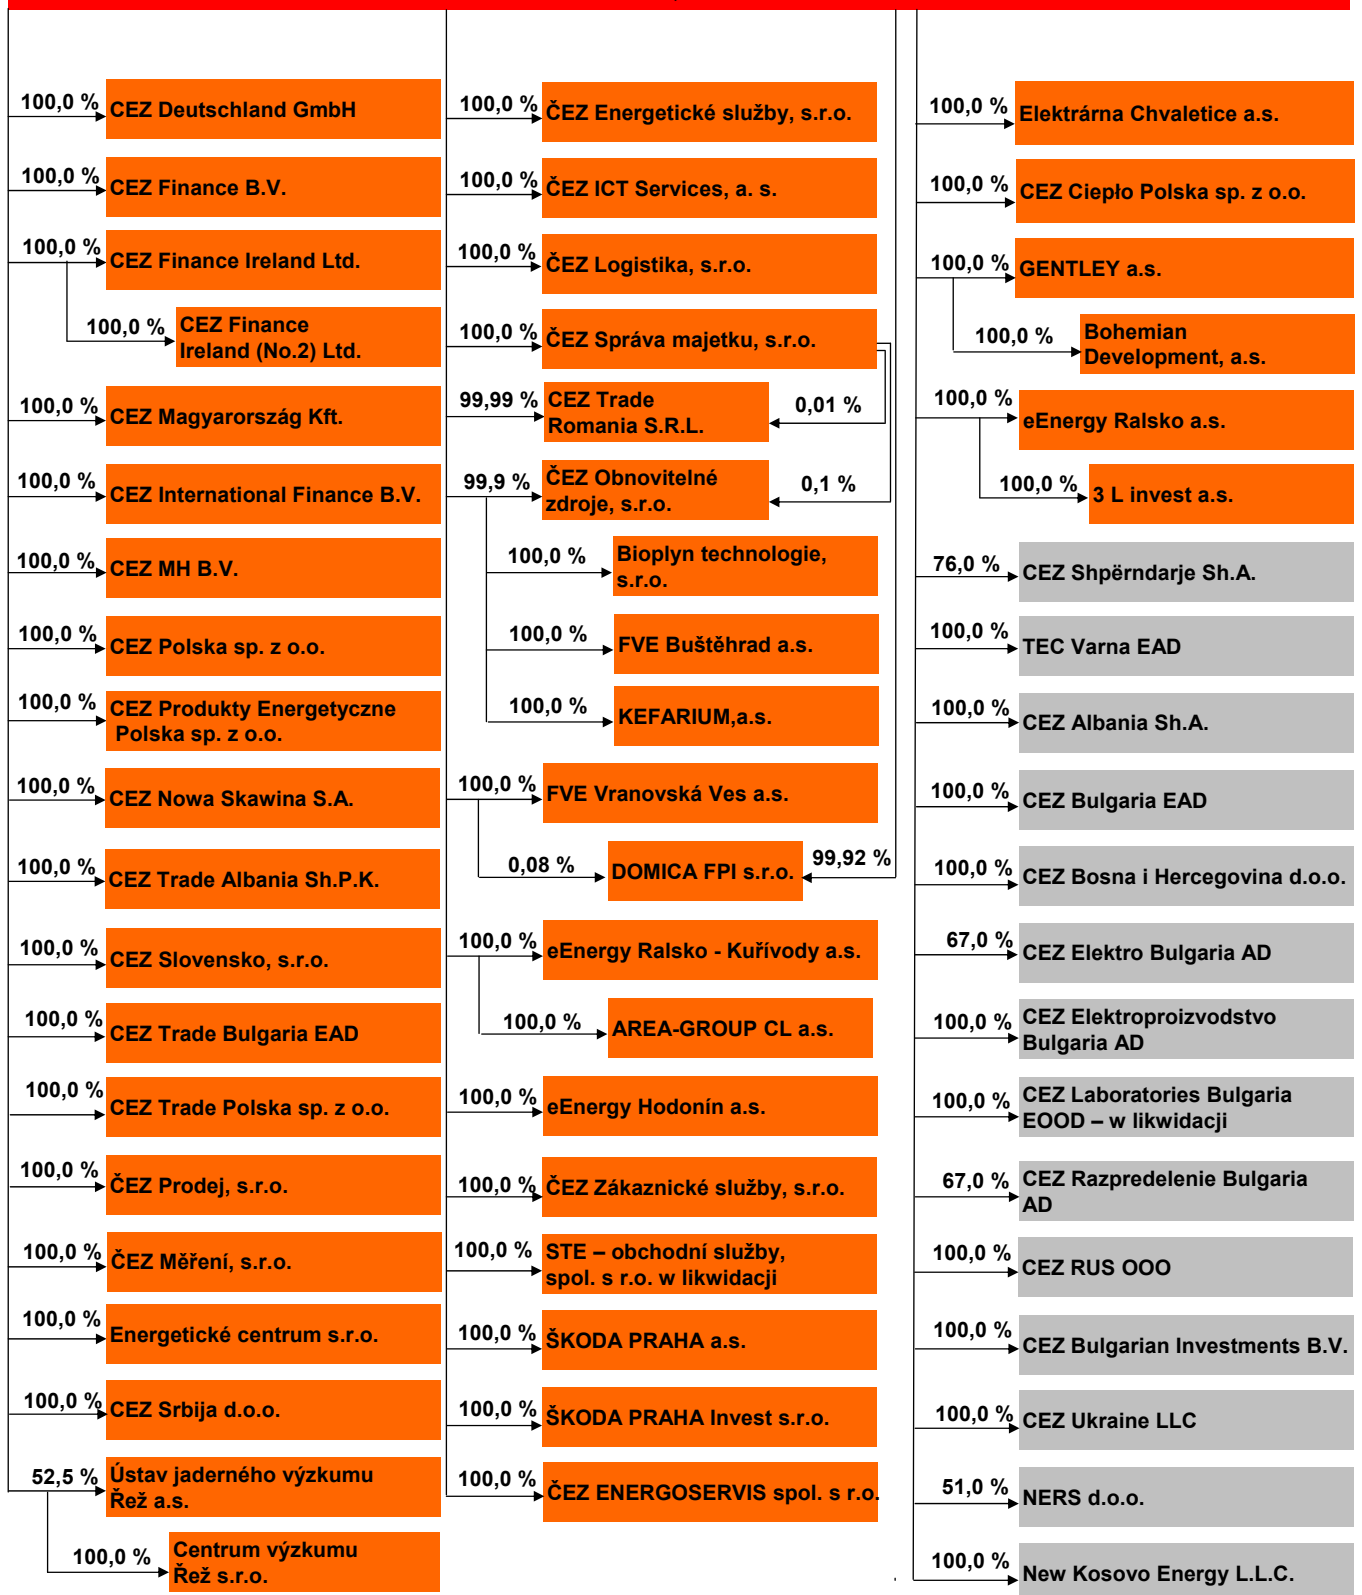 100,0 %
CEZ Deutschland GmbH
100,0 %
CEZ Finance B.V.
100,0 %
CEZ Finance Ireland Ltd.
100,0 %
CEZ Finance
Ireland (No.2) Ltd.
100,0 %
CEZ Magyarország Kft.
100,0 %
CEZ International Finance B.V.
100,0 %
CEZ MH B.V.
100,0 %
CEZ Polska sp. z o.o.
100,0 %
CEZ Produkty Energetyczne
Polska sp. z o.o.
100,0 %
CEZ Nowa Skawina S.A.
100,0 %
CEZ Trade Albania Sh.P.K.
100,0 %
CEZ Slovensko, s.r.o.
100,0 %
CEZ Trade Bulgaria EAD
100,0 %
CEZ Trade Polska sp. z o.o.
100,0 %
ČEZ Prodej, s.r.o.
100,0 %
ČEZ Měření, s.r.o.
100,0 %
Energetické centrum s.r.o.
100,0 %
CEZ Srbija d.o.o.
52,5 %
Ústav jaderného výzkumu
Řež a.s.
100,0 %
Centrum výzkumu
Řež s.r.o.
100,0 %
ČEZ Energetické služby, s.r.o.
100,0 %
ČEZ ICT Services, a. s.
100,0 %
ČEZ Logistika, s.r.o.
100,0 %
ČEZ Správa majetku, s.r.o.
99,99 %
CEZ Trade
Romania S.R.L.
0,01 %
99,9 %
ČEZ Obnovitelné
zdroje, s.r.o.
0,1 %
100,0 %
Bioplyn technologie,
s.r.o.
100,0 %
FVE Buštěhrad a.s.
100,0 %
KEFARIUM,a.s.
100,0 %
FVE Vranovská Ves a.s.
0,08 %
DOMICA FPI s.r.o.
99,92 %
100,0 %
eEnergy Ralsko - Kuřívody a.s.
100,0 %
AREA-GROUP CL a.s.
100,0 %
eEnergy Hodonín a.s.
100,0 %
ČEZ Zákaznické služby, s.r.o.
100,0 %
STE – obchodní služby,
spol. s r.o. w likwidacji
100,0 %
ŠKODA PRAHA a.s.
100,0 %
ŠKODA PRAHA Invest s.r.o.
100,0 %
ČEZ ENERGOSERVIS spol. s r.o.
100,0 %
Elektrárna Chvaletice a.s.
100,0 %
CEZ Ciepło Polska sp. z o.o.
100,0 %
GENTLEY a.s.
100,0 %
Bohemian
Development, a.s.
100,0 %
eEnergy Ralsko a.s.
100,0 %
3 L invest a.s.
76,0 %
CEZ Shpërndarje Sh.A.
100,0 %
TEC Varna EAD
100,0 %
CEZ Albania Sh.A.
100,0 %
CEZ Bulgaria EAD
100,0 %
CEZ Bosna i Hercegovina d.o.o.
67,0 %
CEZ Elektro Bulgaria AD
100,0 %
CEZ Elektroproizvodstvo
Bulgaria AD
100,0 %
CEZ Laboratories Bulgaria
EOOD – w likwidacji
67,0 %
CEZ Razpredelenie Bulgaria
AD
100,0 %
CEZ RUS OOO
100,0 %
CEZ Bulgarian Investments B.V.
100,0 %
CEZ Ukraine LLC
51,0 %
NERS d.o.o.
100,0 %
New Kosovo Energy L.L.C.